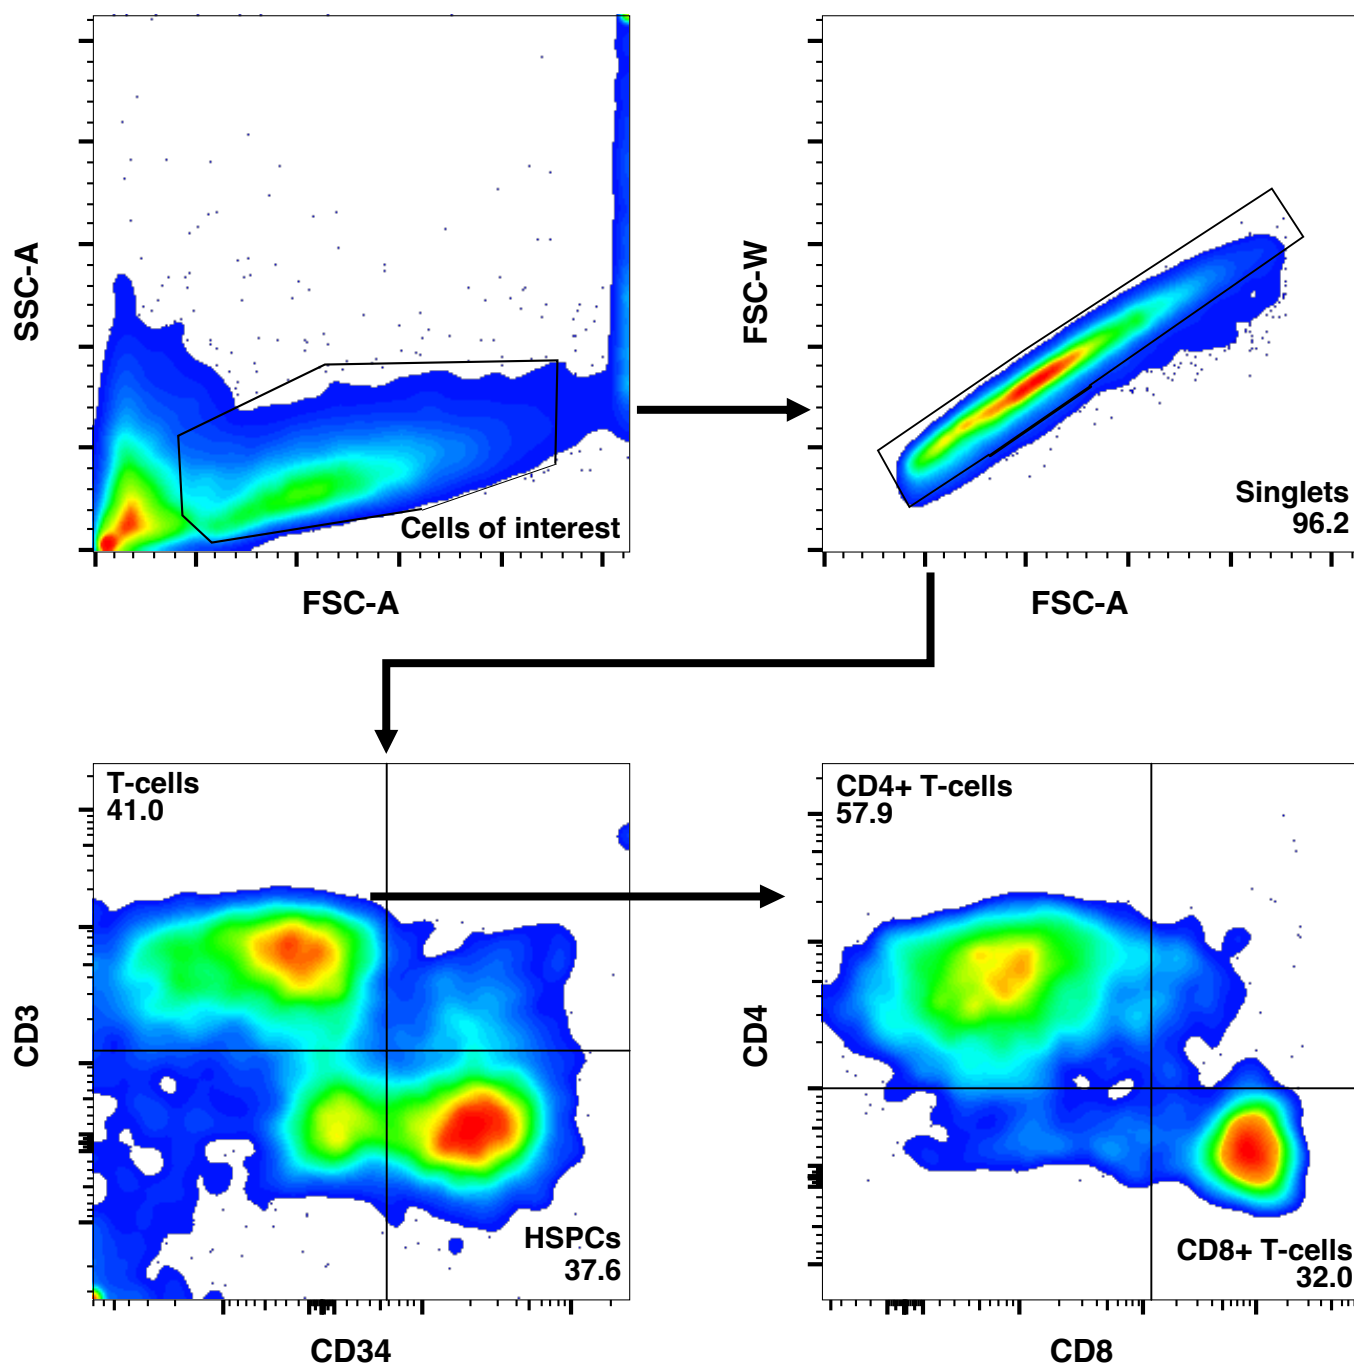 SSC-A
Cells of interest
FSC-A
FSC-W
Singlets
96.2
FSC-A
T-cells
41.0
CD3
HSPCs
37.6
CD34
CD4+ T-cells
57.9
CD4
CD8+ T-cells
32.0
CD8